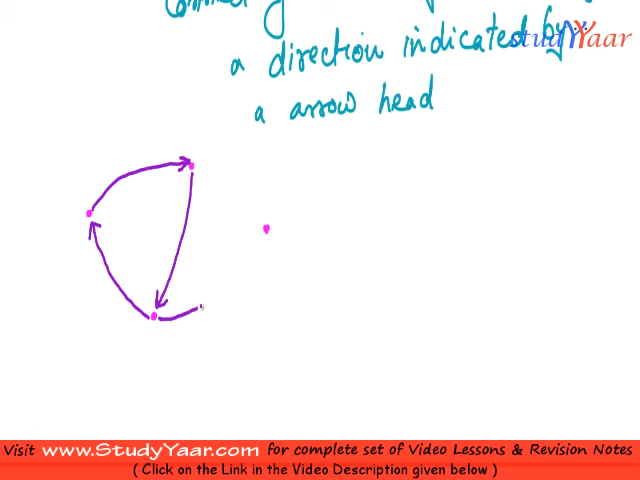 a direction indicated by
a arrow head
studYYaar
Visit www.StudyYaar.com for complete set of Video Lessons & Revision Notes
( Click on the Link in the Video Description given below )